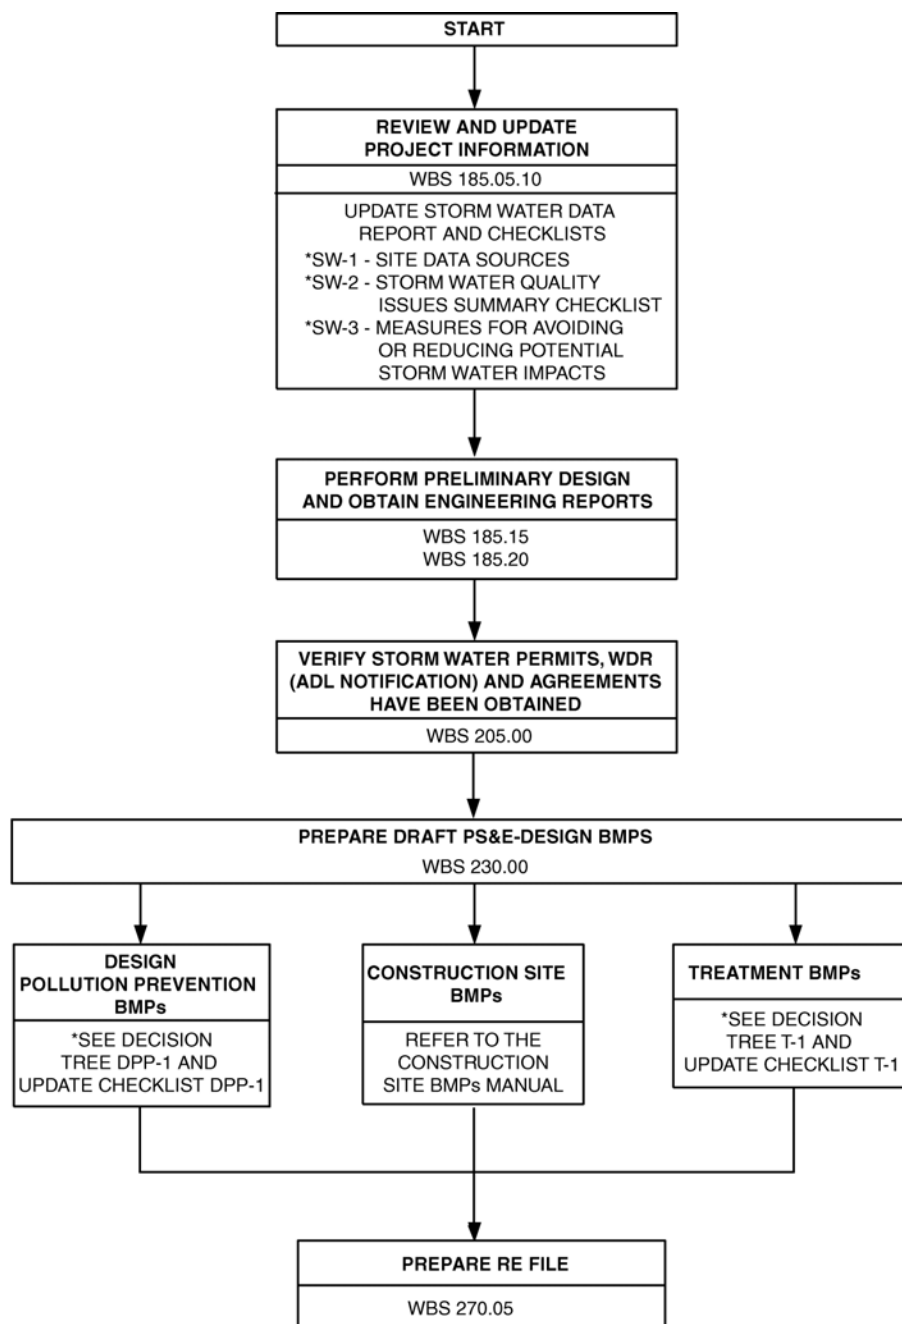 START
REVIEW AND UPDATE
PROJECT INFORMATION
WBS 185.05.10
UPDATE STORM WATER DATA
REPORT AND CHECKLISTS
*SW-1 - SITE DATA SOURCES
*SW-2 - STORM WATER QUALITY
ISSUES SUMMARY CHECKLIST
*SW-3 - MEASURES FOR AVOIDING
OR REDUCING POTENTIAL
STORM WATER IMPACTS
PERFORM PRELIMINARY DESIGN
AND OBTAIN ENGINEERING REPORTS
WBS 185.15
WBS 185.20
VERIFY STORM WATER PERMITS, WDR
(ADL NOTIFICATION) AND AGREEMENTS
HAVE BEEN OBTAINED
WBS 205.00
PREPARE DRAFT PS&E-DESIGN BMPS
WBS 230.00
DESIGN
POLLUTION PREVENTION
BMPs
*SEE DECISION
TREE DPP-1 AND
UPDATE CHECKLIST DPP-1
CONSTRUCTION SITE
BMPs
REFER TO THE
CONSTRUCTION
SITE BMPs MANUAL
TREATMENT BMPs
*SEE DECISION
TREE T-1 AND
UPDATE CHECKLIST T-1
PREPARE RE FILE
WBS 270.05